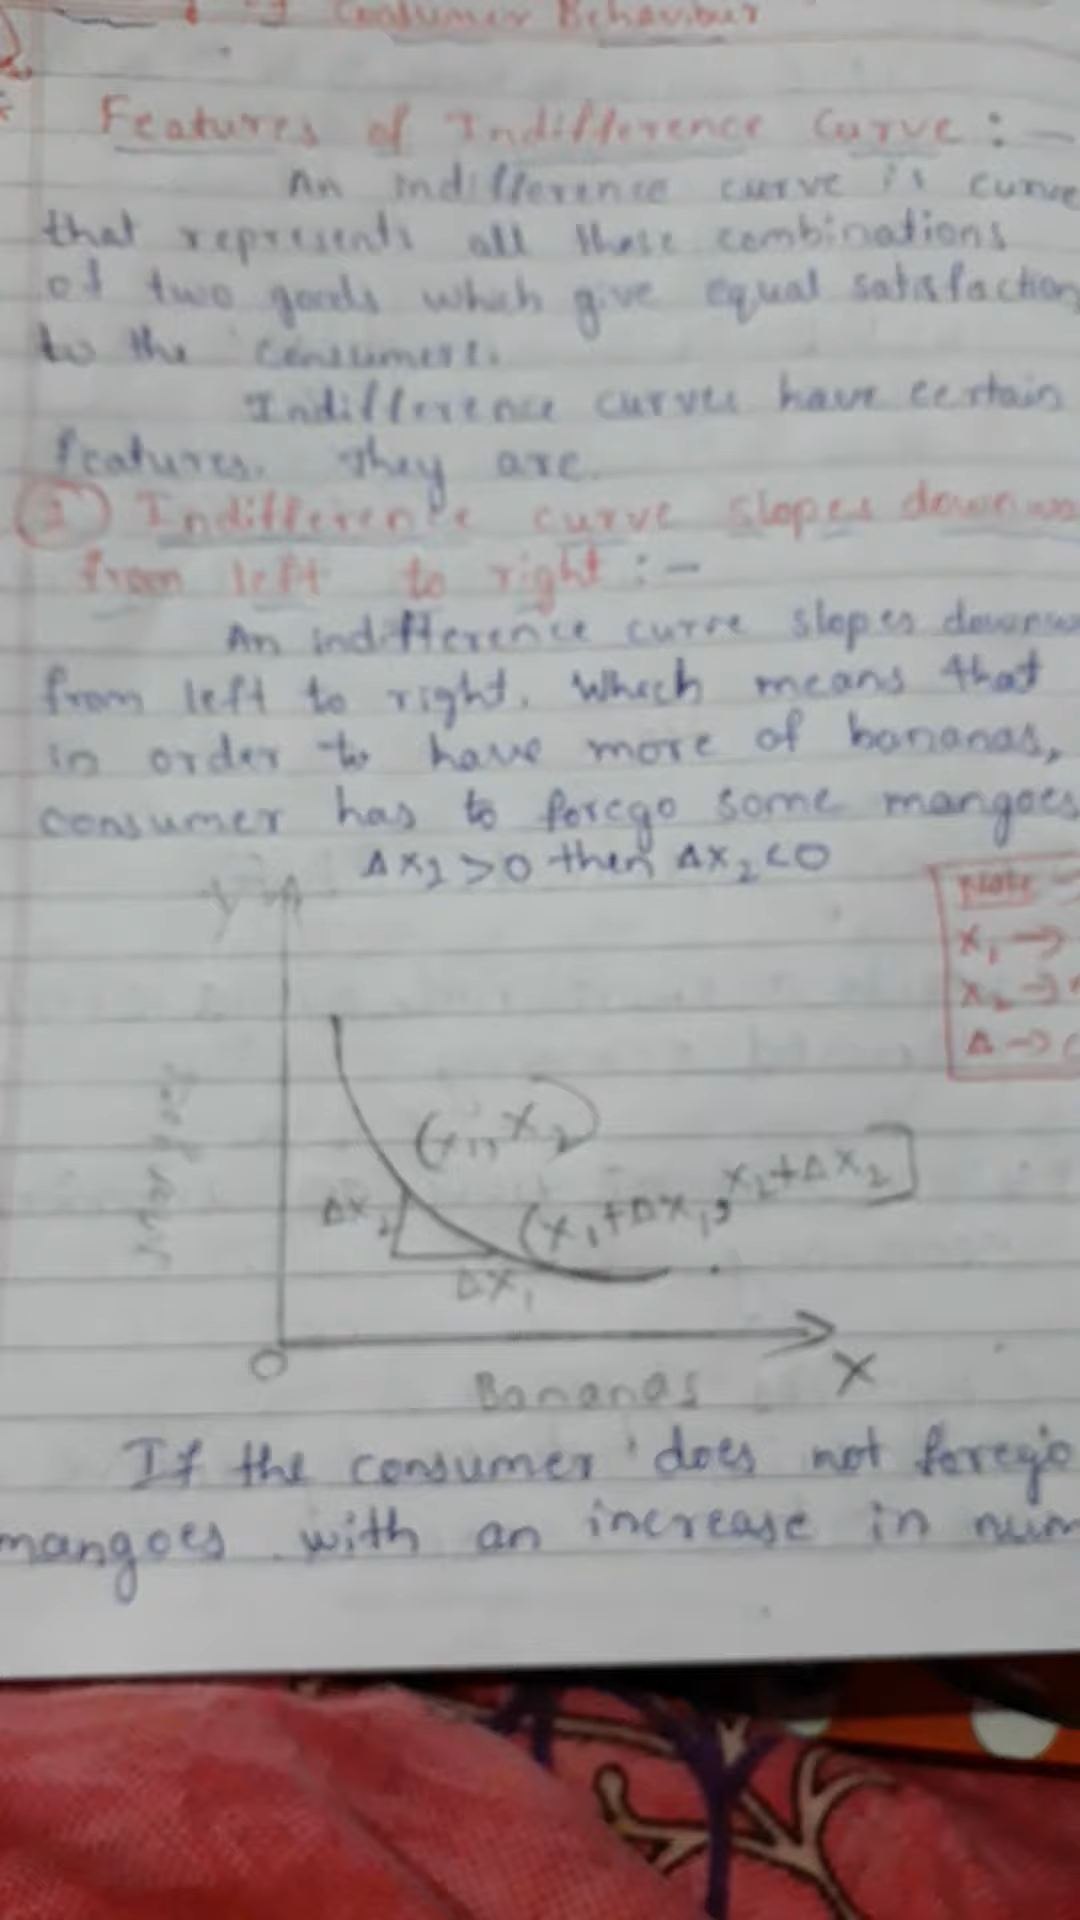 Consumer Behaviour
Features of Indifference Curve :-
An indifference curve is curve
that represents all those combinations
of two goods which give equal satisfaction
to the consumers.
Indifference curves have certain
features. They are.
① Indifference curve slopes downwa
from left to right :-
An indifference curve slopes downw
from left to right, which means that
in order to have more of bananas,
consumer has to forego some mangoes
Δx₁ >0 then Δx₂ <0
Y
Note
X₁ →
X₂ →
Δ →
(x₁, x₂)
Δx₂
(x₁+Δx₁, x₂+Δx₂]
Δx₁
O
X
Bananas
If the consumer does not forego
mangoes with an increase in num